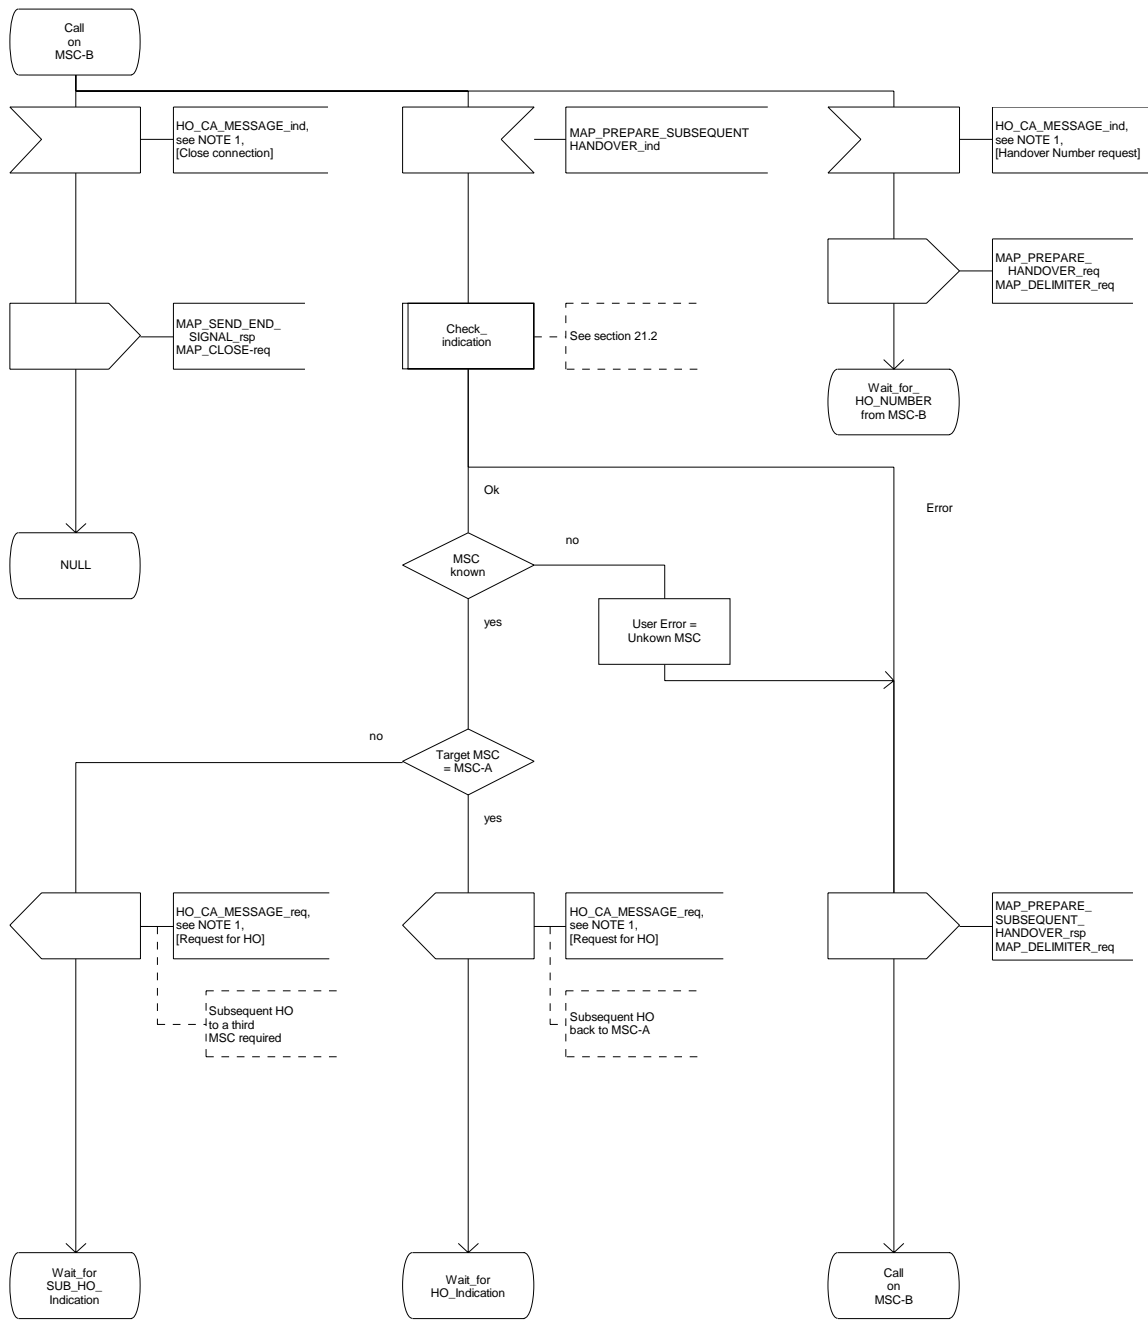 Call
on
MSC-B
HO_CA_MESSAGE_ind,
see NOTE 1,
[Close connection]
MAP_PREPARE_SUBSEQUENT
HANDOVER_ind
HO_CA_MESSAGE_ind,
see NOTE 1,
[Handover Number request]
MAP_PREPARE_
HANDOVER_req
MAP_DELIMITER_req
MAP_SEND_END_
SIGNAL_rsp
MAP_CLOSE-req
Check_
indication
See section 21.2
Wait_for_
HO_NUMBER
from MSC-B
Ok
Error
NULL
MSC
known
no
yes
User Error =
Unkown MSC
no
Target MSC
= MSC-A
yes
HO_CA_MESSAGE_req,
see NOTE 1,
[Request for HO]
HO_CA_MESSAGE_req,
see NOTE 1,
[Request for HO]
MAP_PREPARE_
SUBSEQUENT_
HANDOVER_rsp
MAP_DELIMITER_req
Subsequent HO
to a third
MSC required
Subsequent HO
back to MSC-A
Wait_for
SUB_HO_
Indication
Wait_for
HO_Indication
Call
on
MSC-B